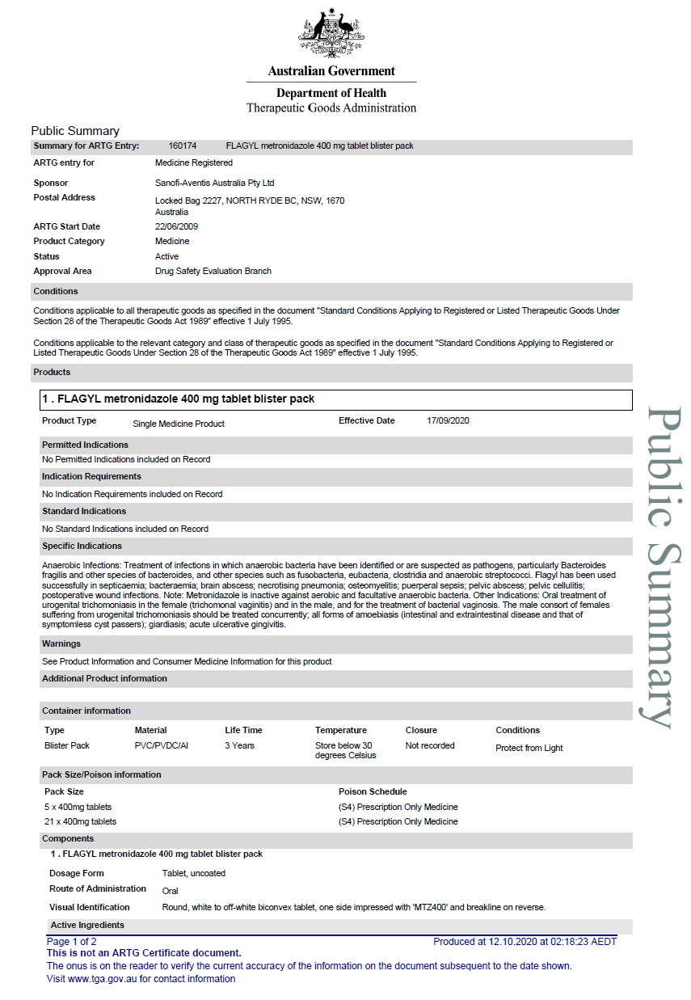 Australian Government
Department of Health
Therapeutic Goods Administration
Public Summary
Summary for ARTG Entry: 160174 FLAGYL metronidazole 400 mg tablet blister pack
ARTG entry for Medicine Registered
Sponsor Sanofi-Aventis Australia Pty Ltd
Postal Address Locked Bag 2227, NORTH RYDE BC, NSW, 1670
Australia
ARTG Start Date 22/06/2009
Product Category Medicine
Status Active
Approval Area Drug Safety Evaluation Branch
Conditions
Conditions applicable to all therapeutic goods as specified in the document "Standard Conditions Applying to Registered or Listed Therapeutic Goods Under
Section 28 of the Therapeutic Goods Act 1989" effective 1 July 1995.
Conditions applicable to the relevant category and class of therapeutic goods as specified in the document "Standard Conditions Applying to Registered or
Listed Therapeutic Goods Under Section 28 of the Therapeutic Goods Act 1989" effective 1 July 1995.
Products
1 . FLAGYL metronidazole 400 mg tablet blister pack
Product Type Single Medicine Product Effective Date 17/09/2020
Permitted Indications
No Permitted Indications included on Record
Indication Requirements
No Indication Requirements included on Record
Standard Indications
No Standard Indications included on Record
Specific Indications
Anaerobic Infections: Treatment of infections in which anaerobic bacteria have been identified or are suspected as pathogens, particularly Bacteroides
fragilis and other species of bacteroides, and other species such as fusobacteria, eubacteria, clostridia and anaerobic streptococci. Flagyl has been used
successfully in septicaemia; bacteraemia; brain abscess; necrotising pneumonia; osteomyelitis; puerperal sepsis; pelvic abscess; pelvic cellulitis;
postoperative wound infections. Note: Metronidazole is inactive against aerobic and facultative anaerobic bacteria. Other Indications: Oral treatment of
urogenital trichomoniasis in the female (trichomonal vaginitis) and in the male, and for the treatment of bacterial vaginosis. The male consort of females
suffering from urogenital trichomoniasis should be treated concurrently; all forms of amoebiasis (intestinal and extraintestinal disease and that of
symptomless cyst passers); giardiasis; acute ulcerative gingivitis.
Warnings
See Product Information and Consumer Medicine Information for this product
Additional Product information
Container information
Type Material Life Time Temperature Closure Conditions
Blister Pack PVC/PVDC/Al 3 Years Store below 30 Not recorded Protect from Light
degrees Celsius
Pack Size/Poison information
Pack Size Poison Schedule
5 x 400mg tablets (S4) Prescription Only Medicine
21 x 400mg tablets (S4) Prescription Only Medicine
Components
1 . FLAGYL metronidazole 400 mg tablet blister pack
Dosage Form Tablet, uncoated
Route of Administration Oral
Visual Identification Round, white to off-white biconvex tablet, one side impressed with 'MTZ400' and breakline on reverse.
Active Ingredients
Page 1 of 2 Produced at 12.10.2020 at 02:18:23 AEDT
This is not an ARTG Certificate document.
The onus is on the reader to verify the current accuracy of the information on the document subsequent to the date shown.
Visit www.tga.gov.au for contact information
Public Summary